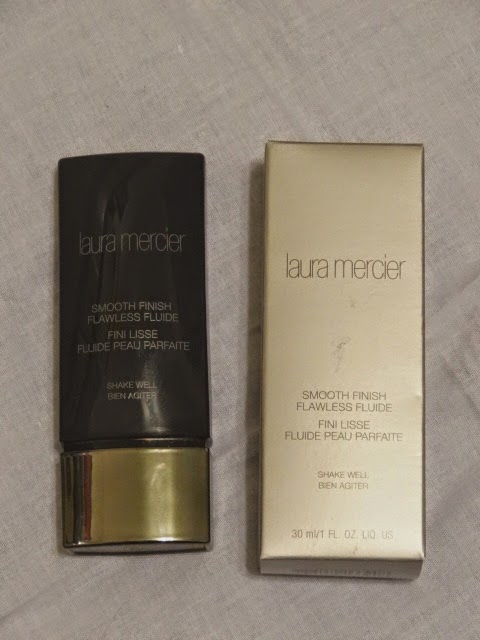 laura mercier
SMOOTH FINISH
FLAWLESS FLUIDE
FINI LISSE
FLUIDE PEAU PARFAITE
SHAKE WELL
BIEN AGITER
laura mercier
SMOOTH FINISH
FLAWLESS FLUIDE
FINI LISSE
FLUIDE PEAU PARFAITE
SHAKE WELL
BIEN AGITER
30 ml/1 FL. OZ. LIQ. US